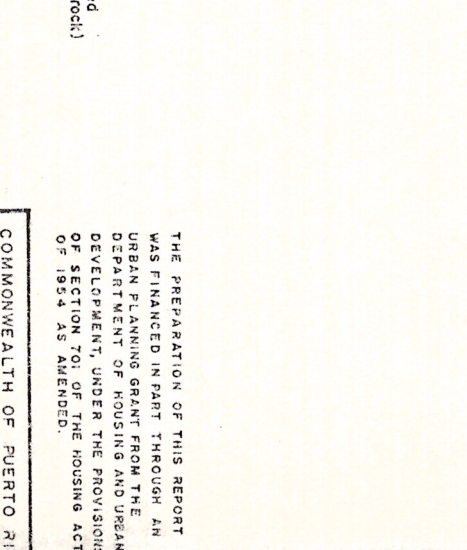 THE PREPARATION OF THIS REPORT
WAS FINANCED IN PART THROUGH AN
URBAN PLANNING GRANT FROM THE
DEPARTMENT OF HOUSING AND URBAN
DEVELOPMENT, UNDER THE PROVISIONS
OF SECTION 701 OF THE HOUSING ACT
OF 1954 AS AMENDED.
COMMONWEALTH OF PUERTO RI
d
rock)